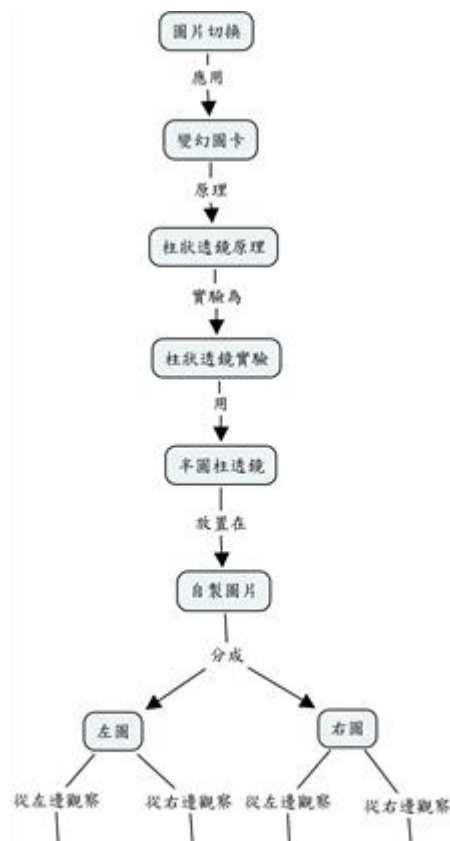 圖片切換
應用
變幻圖卡
原理
柱狀透鏡原理
實驗為
柱狀透鏡實驗
用
半圓柱透鏡
放置在
自製圖片
分成
左圖
右圖
從左邊觀察
從右邊觀察
從左邊觀察
從右邊觀察